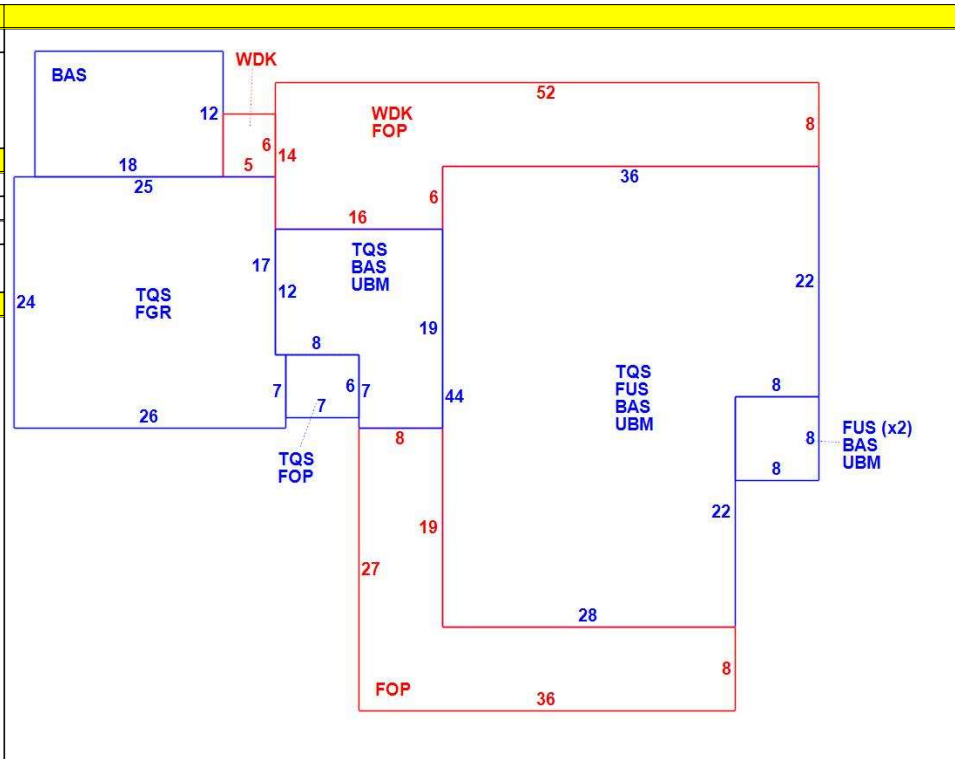 WDK
BAS
52
12
WDK
FOP
8
6
14
18
5
36
25
6
16
17
TQS
BAS
UBM
22
12
24
TQS
FGR
19
8
TQS
FUS
BAS
UBM
8
7
6
7
7
44
26
8
8
FUS (x2)
BAS
UBM
TQS
FOP
8
22
19
27
28
8
FOP
36